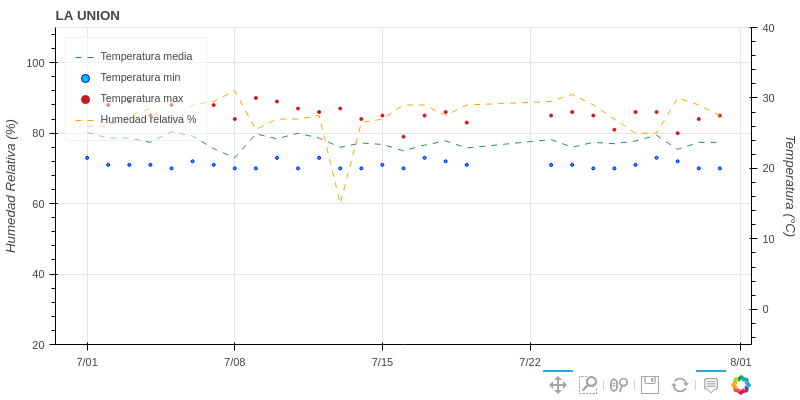 LA UNION
Temperatura media
Temperatura min
Temperatura max
Humedad relativa %
Humedad Relativa (%)
100
80
60
40
20
40
30
20
10
0
Temperatura (°C)
7/01
7/08
7/15
7/22
8/01